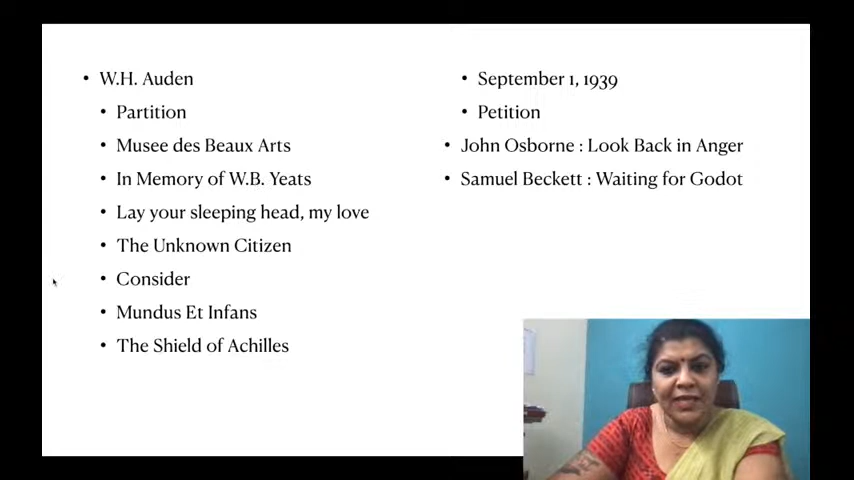 • W.H. Auden
• Partition
• Musee des Beaux Arts
• In Memory of W.B. Yeats
• Lay your sleeping head, my love
• The Unknown Citizen
• Consider
• Mundus Et Infans
• The Shield of Achilles
• September 1, 1939
• Petition
• John Osborne : Look Back in Anger
• Samuel Beckett : Waiting for Godot